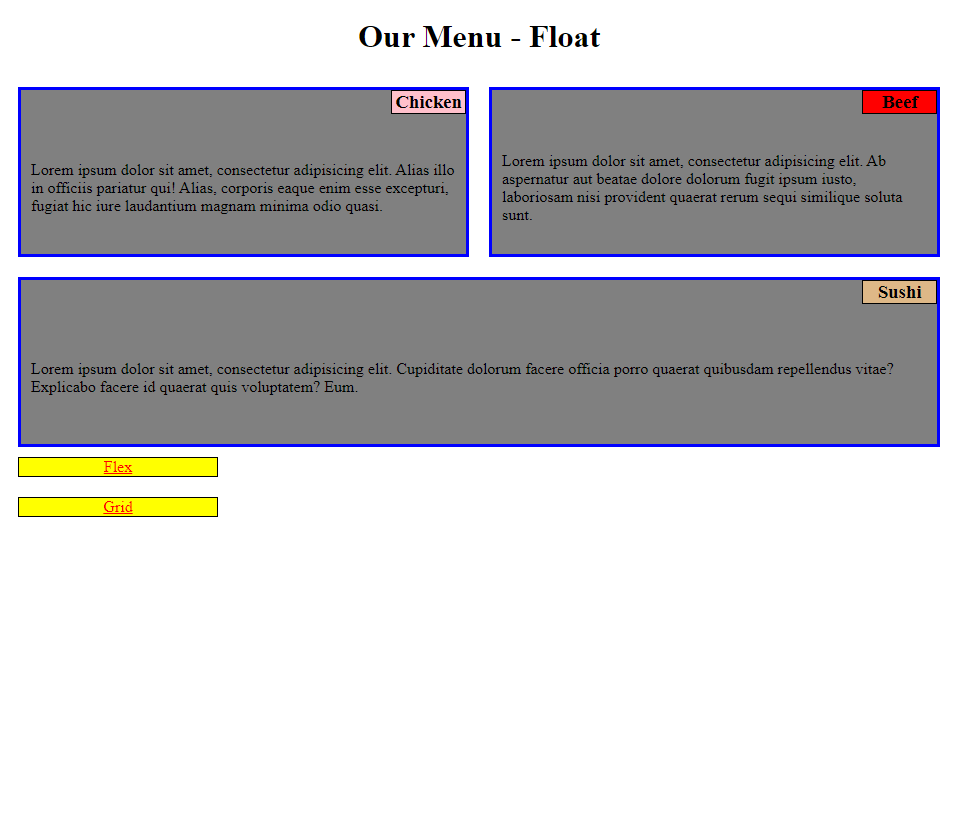 Our Menu - Float
Chicken
Lorem ipsum dolor sit amet, consectetur adipisicing elit. Alias illo
in officiis pariatur qui! Alias, corporis eaque enim esse excepturi,
fugiat hic iure laudantium magnam minima odio quasi.
Beef
Lorem ipsum dolor sit amet, consectetur adipisicing elit. Ab
aspernatur aut beatae dolore dolorum fugit ipsum iusto,
laboriosam nisi provident quaerat rerum sequi similique soluta
sunt.
Sushi
Lorem ipsum dolor sit amet, consectetur adipisicing elit. Cupiditate dolorum facere officia porro quaerat quibusdam repellendus vitae?
Explicabo facere id quaerat quis voluptatem? Eum.
Flex
Grid